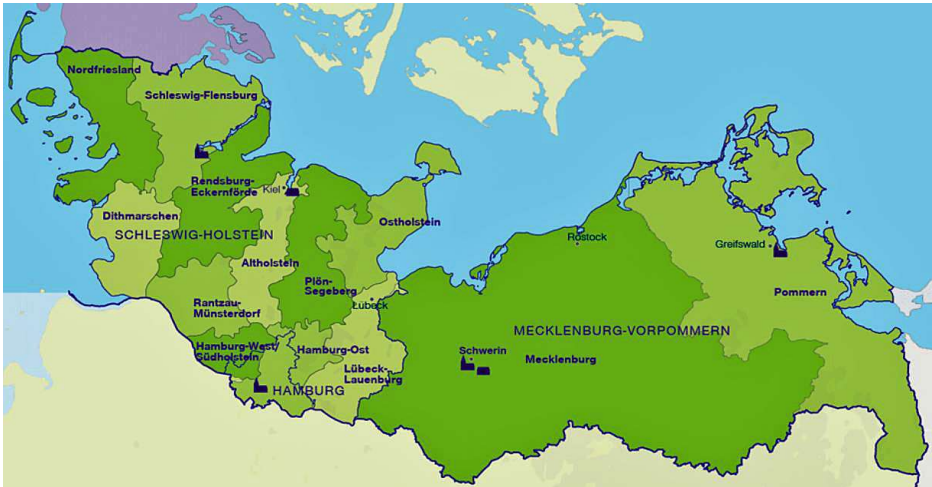 Nordfriesland
Schleswig-Flensburg
Rendsburg-
Eckernförde
Kiel
Dithmarschen
SCHLESWIG-HOLSTEIN
Ostholstein
Altholstein
Plön-
Segeberg
Rantzau-
Münsterdorf
Lübeck
Hamburg-West/
Südholstein
Hamburg-Ost
Lübeck-
Lauenburg
HAMBURG
Rostock
Greifswald
Pommern
MECKLENBURG-VORPOMMERN
Schwerin
Mecklenburg